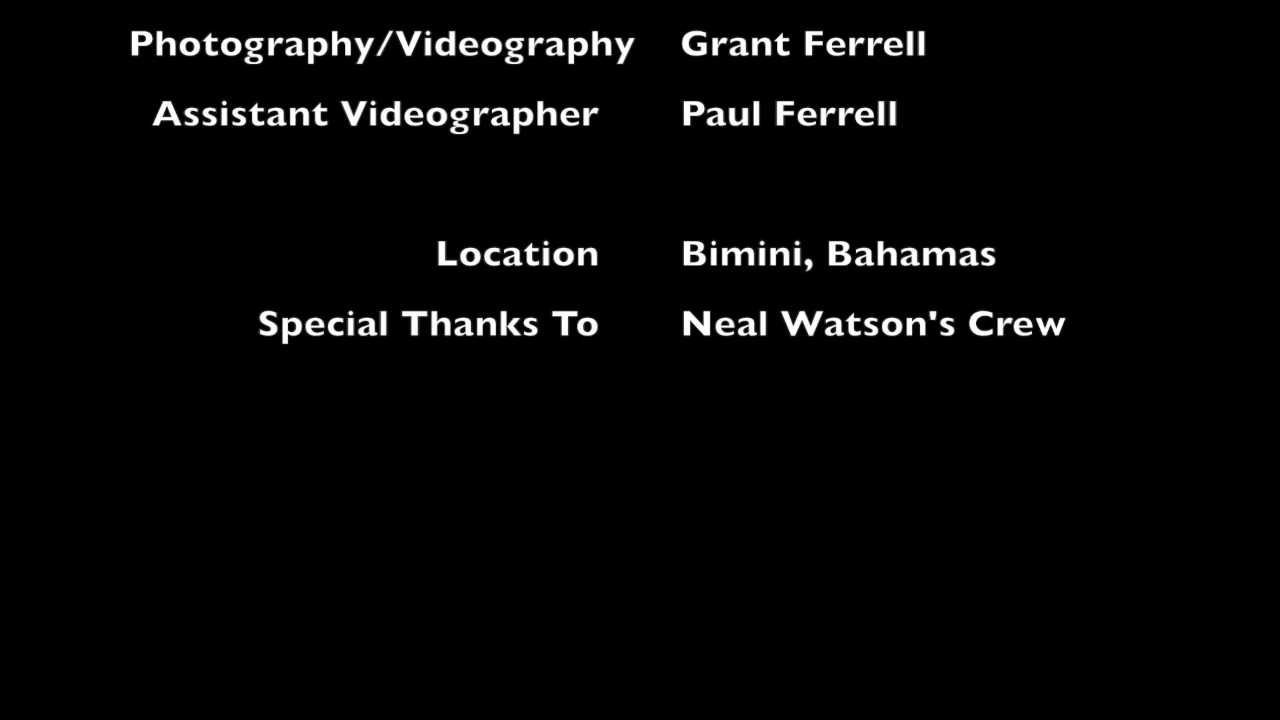 Photography/Videography Grant Ferrell
Assistant Videographer Paul Ferrell
Location Bimini, Bahamas
Special Thanks To Neal Watson's Crew